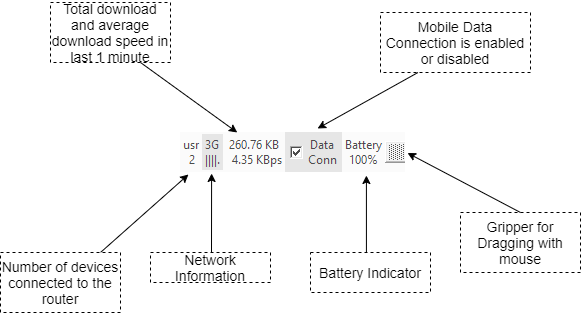 Total download
and average
download speed in
last 1 minute
Mobile Data
Connection is enabled
or disabled
usr 3G 260.76 KB Data Battery
2 ||||. 4.35 KBps Conn 100%
Number of devices
connected to the
router
Network
Information
Battery Indicator
Gripper for
Dragging with
mouse